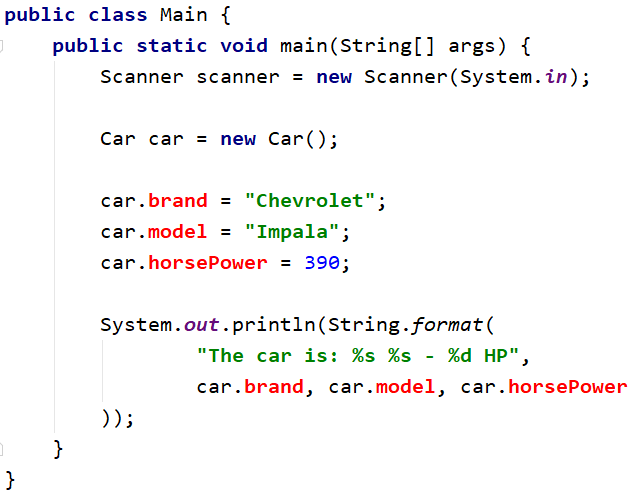 public class Main {
public static void main(String[] args) {
Scanner scanner = new Scanner(System.in);
Car car = new Car();
car.brand = "Chevrolet";
car.model = "Impala";
car.horsePower = 390;
System.out.println(String.format(
"The car is: %s %s - %d HP",
car.brand, car.model, car.horsePower
));
}
}